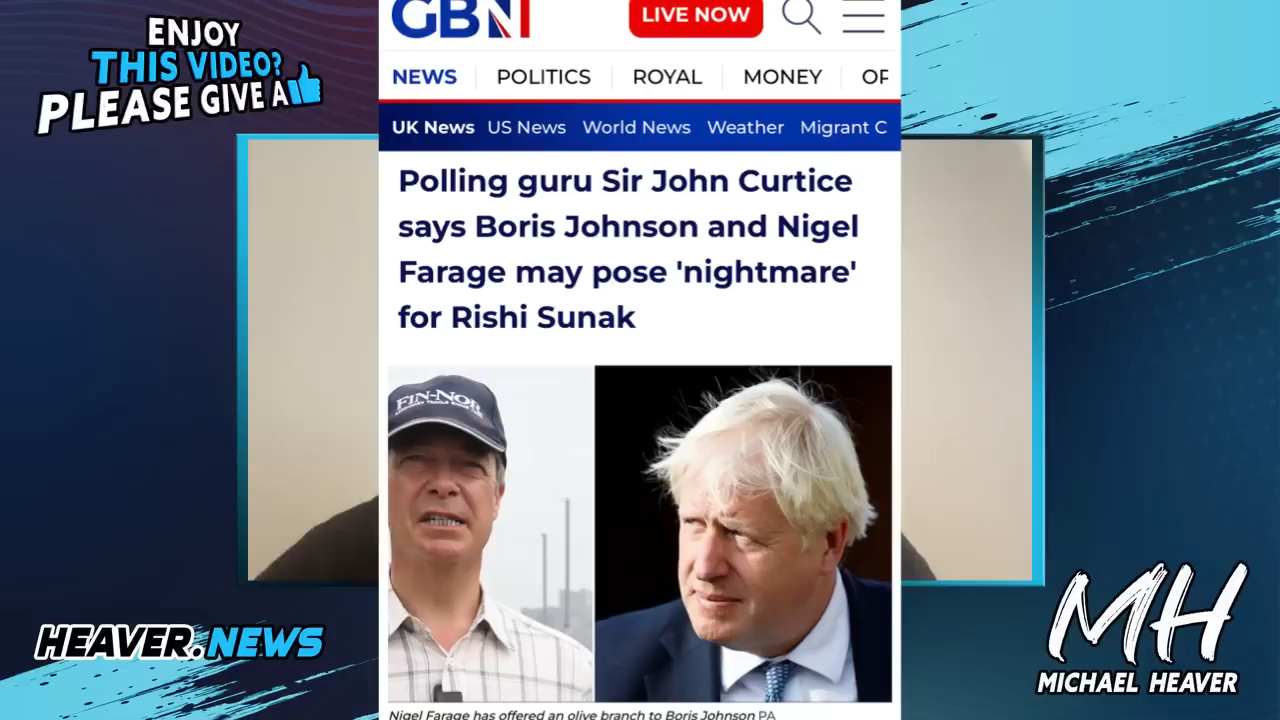 ENJOY
THIS VIDEO?
PLEASE GIVE A
GBN
LIVE NOW
NEWS
POLITICS
ROYAL
MONEY
OP
UK News
US News
World News
Weather
Migrant C
Polling guru Sir John Curtice
says Boris Johnson and Nigel
Farage may pose 'nightmare'
for Rishi Sunak
FIN-NOR
Nigel Farage has offered an olive branch to Boris Johnson PA
HEAVER.NEWS
MH
MICHAEL HEAVER